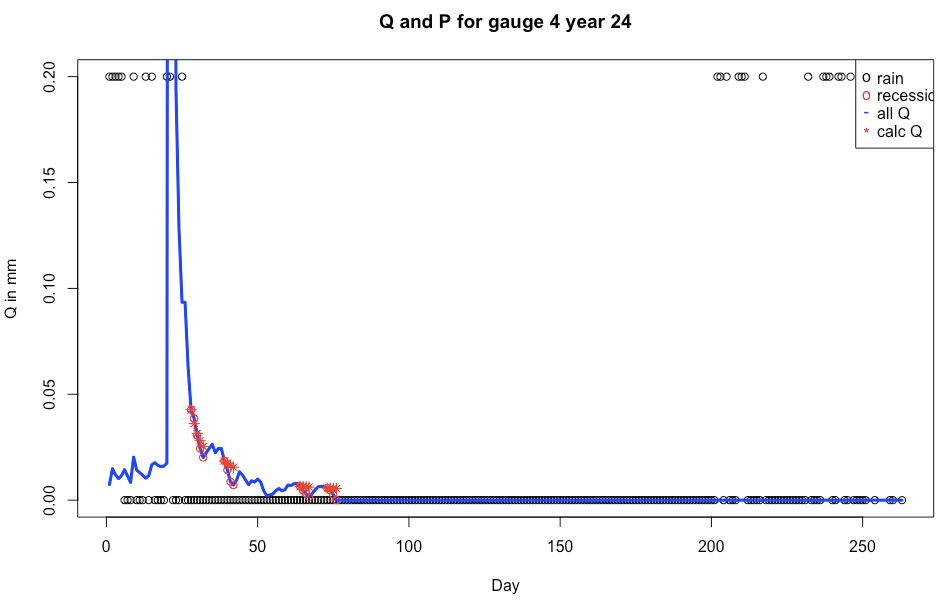 Q and P for gauge 4 year 24
0.20
0.15
0.10
0.05
0.00
Q in mm
o rain
o recessio
- all Q
* calc Q
0 50 100 150 200 250
Day